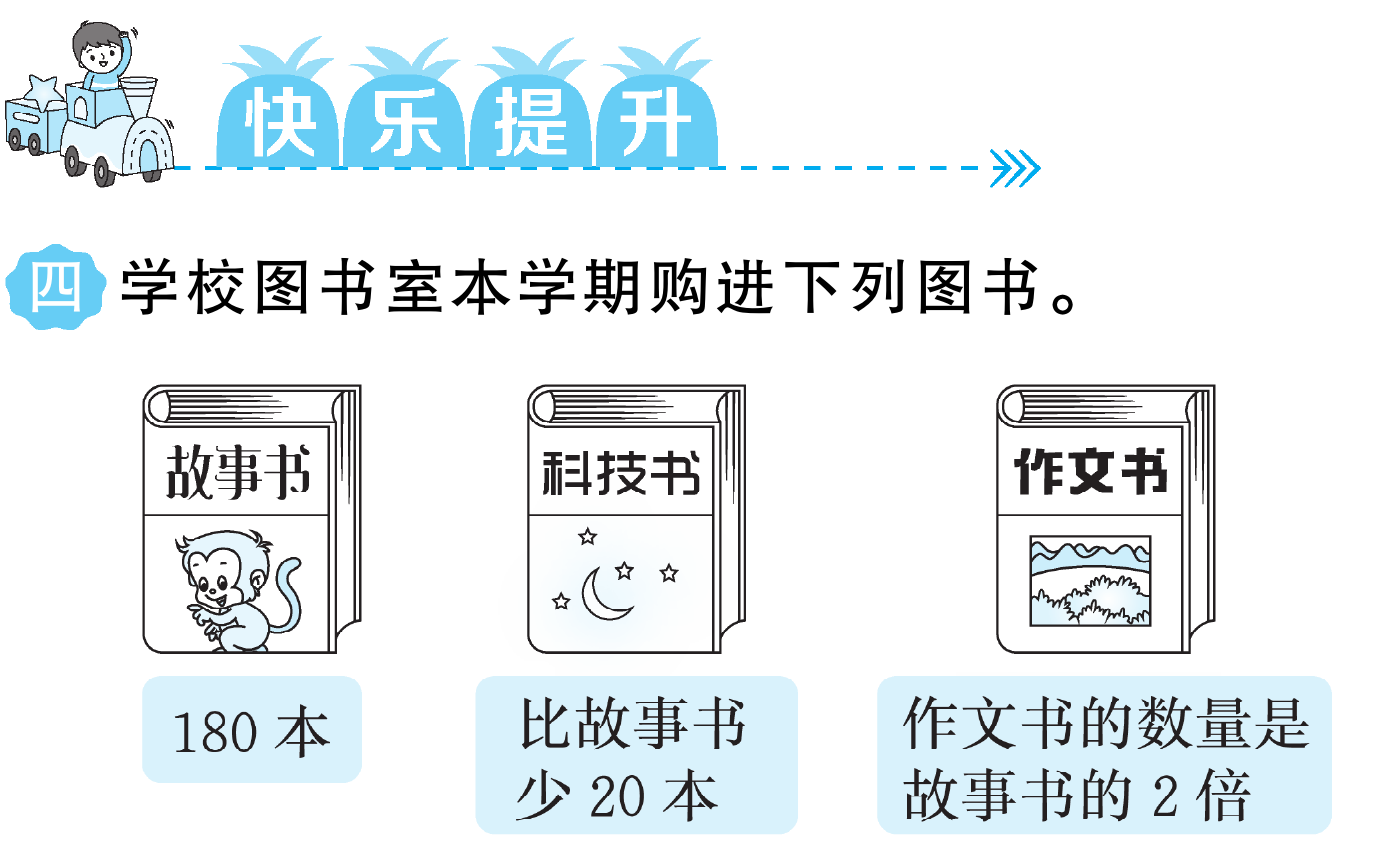 快乐提升
四 学校图书室本学期购进下列图书。
故事书 科技书 作文书
180 本
比故事书
少 20 本
作文书的数量是
故事书的 2 倍